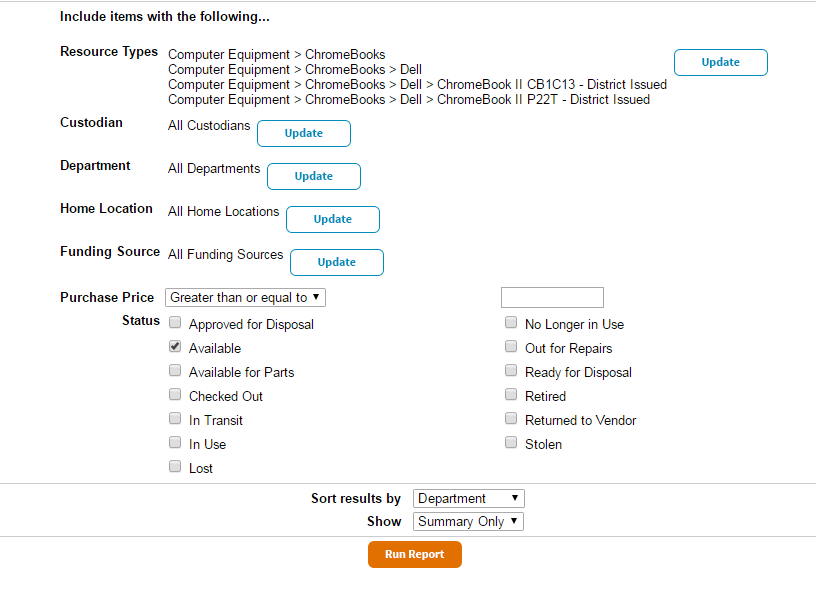 Include items with the following...
Resource Types Computer Equipment > ChromeBooks
Computer Equipment > ChromeBooks > Dell
Update
Computer Equipment > ChromeBooks > Dell > ChromeBook II CB1C13 - District Issued
Computer Equipment > ChromeBooks > Dell > ChromeBook II P22T - District Issued
Custodian All Custodians Update
Department All Departments Update
Home Location All Home Locations Update
Funding Source All Funding Sources Update
Purchase Price Greater than or equal to
Status Approved for Disposal No Longer in Use
Available Out for Repairs
Available for Parts Ready for Disposal
Checked Out Retired
In Transit Returned to Vendor
In Use Stolen
Lost
Sort results by Department
Show Summary Only
Run Report